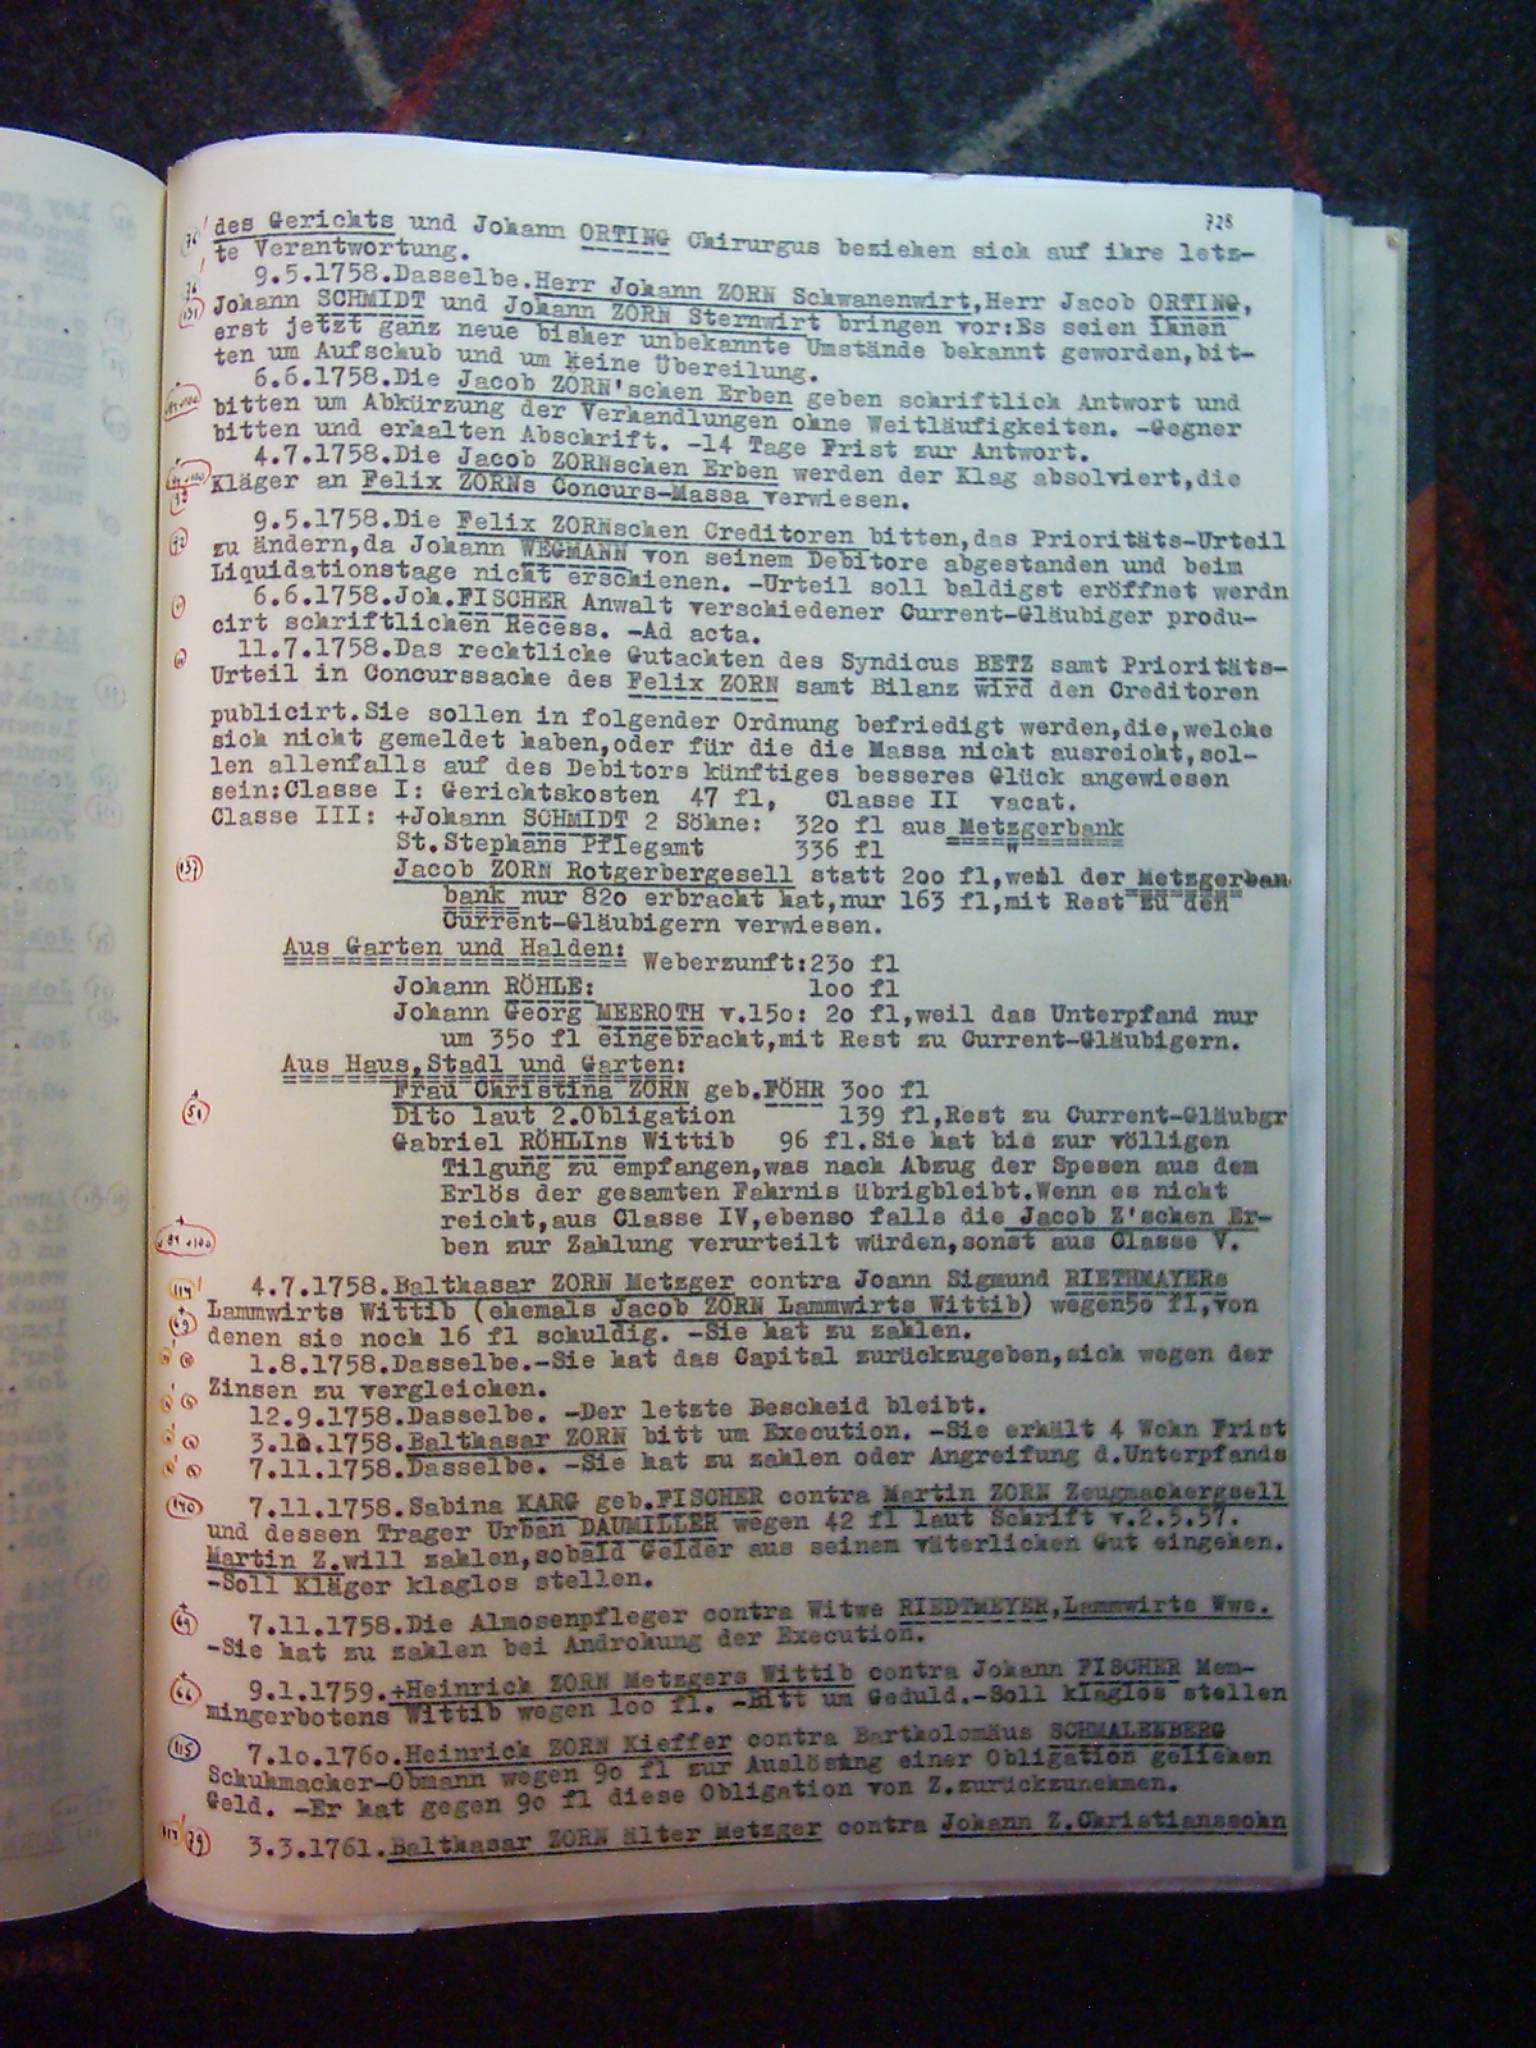 728
des Gerichts und Johann ORTING Chirurgus beziehen sich auf ihre letz-
te Verantwortung.
9.5.1758.Dasselbe.Herr Johann ZORN Schwanenwirt,Herr Jacob ORTING,
Johann SCHMIDT und Johann ZORN Sternwirt bringen vor:Es seien ihnen
erst jetzt ganz neue bisher unbekannte Umstände bekannt geworden,bit-
ten um Aufschub und um keine Übereilung.
6.6.1758.Die Jacob ZORN'schen Erben geben schriftlich Antwort und
bitten um Abkürzung der Verhandlungen ohne Weitläufigkeiten. -Gegner
bitten und erhalten Abschrift. -14 Tage Frist zur Antwort.
4.7.1758.Die Jacob ZORNschen Erben werden der Klag absolviert,die
Kläger an Felix ZORNs Concurs-Massa verwiesen.
9.5.1758.Die Felix ZORNschen Creditoren bitten,das Prioritäts-Urteil
zu ändern,da Johann WEGMANN von seinem Debitore abgestanden und beim
Liquidationstage nicht erschienen. -Urteil soll baldigst eröffnet werdn
6.6.1758.Joh.FISCHER Anwalt verschiedener Current-Gläubiger produ-
cirt schriftlichen Recess. -Ad acta.
11.7.1758.Das rechtliche Gutachten des Syndicus BETZ samt Prioritäts-
Urteil in Concurssache des Felix ZORN samt Bilanz wird den Creditoren
publicirt.Sie sollen in folgender Ordnung befriedigt werden,die,welche
sich nicht gemeldet haben,oder für die die Massa nicht ausreicht,sol-
len allenfalls auf des Debitors künftiges besseres Glück angewiesen
sein:Classe I: Gerichtskosten 47 fl, Classe II vacat.
Classe III: +Johann SCHMIDT 2 Söhne: 320 fl aus Metzgerbank
St.Stephans Pflegamt 336 fl "
137
Jacob ZORN Rotgerbergesell statt 200 fl,weil der Metzgerban
bank nur 820 erbracht hat,nur 163 fl,mit Rest zu den
Current-Gläubigern verwiesen.
Aus Garten und Halden: Weberzunft:230 fl
Johann RÖHLE: 100 fl
Johann Georg MEEROTH v.150: 20 fl,weil das Unterpfand nur
um 350 fl eingebracht,mit Rest zu Current-Gläubigern.
Aus Haus,Stadl und Garten:
Frau Christina ZORN geb.FÖHR 300 fl
Dito laut 2.Obligation 139 fl,Rest zu Current-Gläubgr
Gabriel RÖHLIns Wittib 96 fl.Sie hat bis zur völligen
Tilgung zu empfangen,was nach Abzug der Spesen aus dem
Erlös der gesamten Fahrnis übrigbleibt.Wenn es nicht
reicht,aus Classe IV,ebenso falls die Jacob Z'schen Er-
ben zur Zahlung verurteilt würden,sonst aus Classe V.
114
4.7.1758.Balthasar ZORN Metzger contra Joann Sigmund RIETHMAYERs
69
Lammwirts Wittib (ehemals Jacob ZORN Lammwirts Wittib) wegen50 fl,von
denen sie noch 16 fl schuldig. -Sie hat zu zahlen.
1.8.1758.Dasselbe.-Sie hat das Capital zurückzugeben,sich wegen der
Zinsen zu vergleichen.
12.9.1758.Dasselbe. -Der letzte Bescheid bleibt.
3.10.1758.Balthasar ZORN bitt um Execution. -Sie erhält 4 Wchn Frist
7.11.1758.Dasselbe. -Sie hat zu zahlen oder Angreifung d.Unterpfands
140
7.11.1758.Sabina KARG geb.FISCHER contra Martin ZORN Zeugmachergsell
und dessen Trager Urban DAUMILLER wegen 42 fl laut Schrift v.2.5.57.
Martin Z.will zahlen,sobald Gelder aus seinem väterlichen Gut eingehen.
-Soll Kläger klaglos stellen.
69
7.11.1758.Die Almosenpfleger contra Witwe RIEDTMEYER,Lammwirts Wwe.
-Sie hat zu zahlen bei Androhung der Execution.
66
9.1.1759.+Heinrich ZORN Metzgers Wittib contra Johann FISCHER Mem-
mingerbotens Wittib wegen 100 fl. -Bitt um Geduld.-Soll klaglos stellen
115
7.10.1760.Heinrich ZORN Kieffer contra Bartholomäus SCHMALENBERG
Schuhmacher-Obmann wegen 90 fl zur Auslösung einer Obligation geliehen
Geld. -Er hat gegen 90 fl diese Obligation von Z.zurückzunehmen.
79
3.3.1761.Balthasar ZORN älter Metzger contra Johann Z.Christianssohn